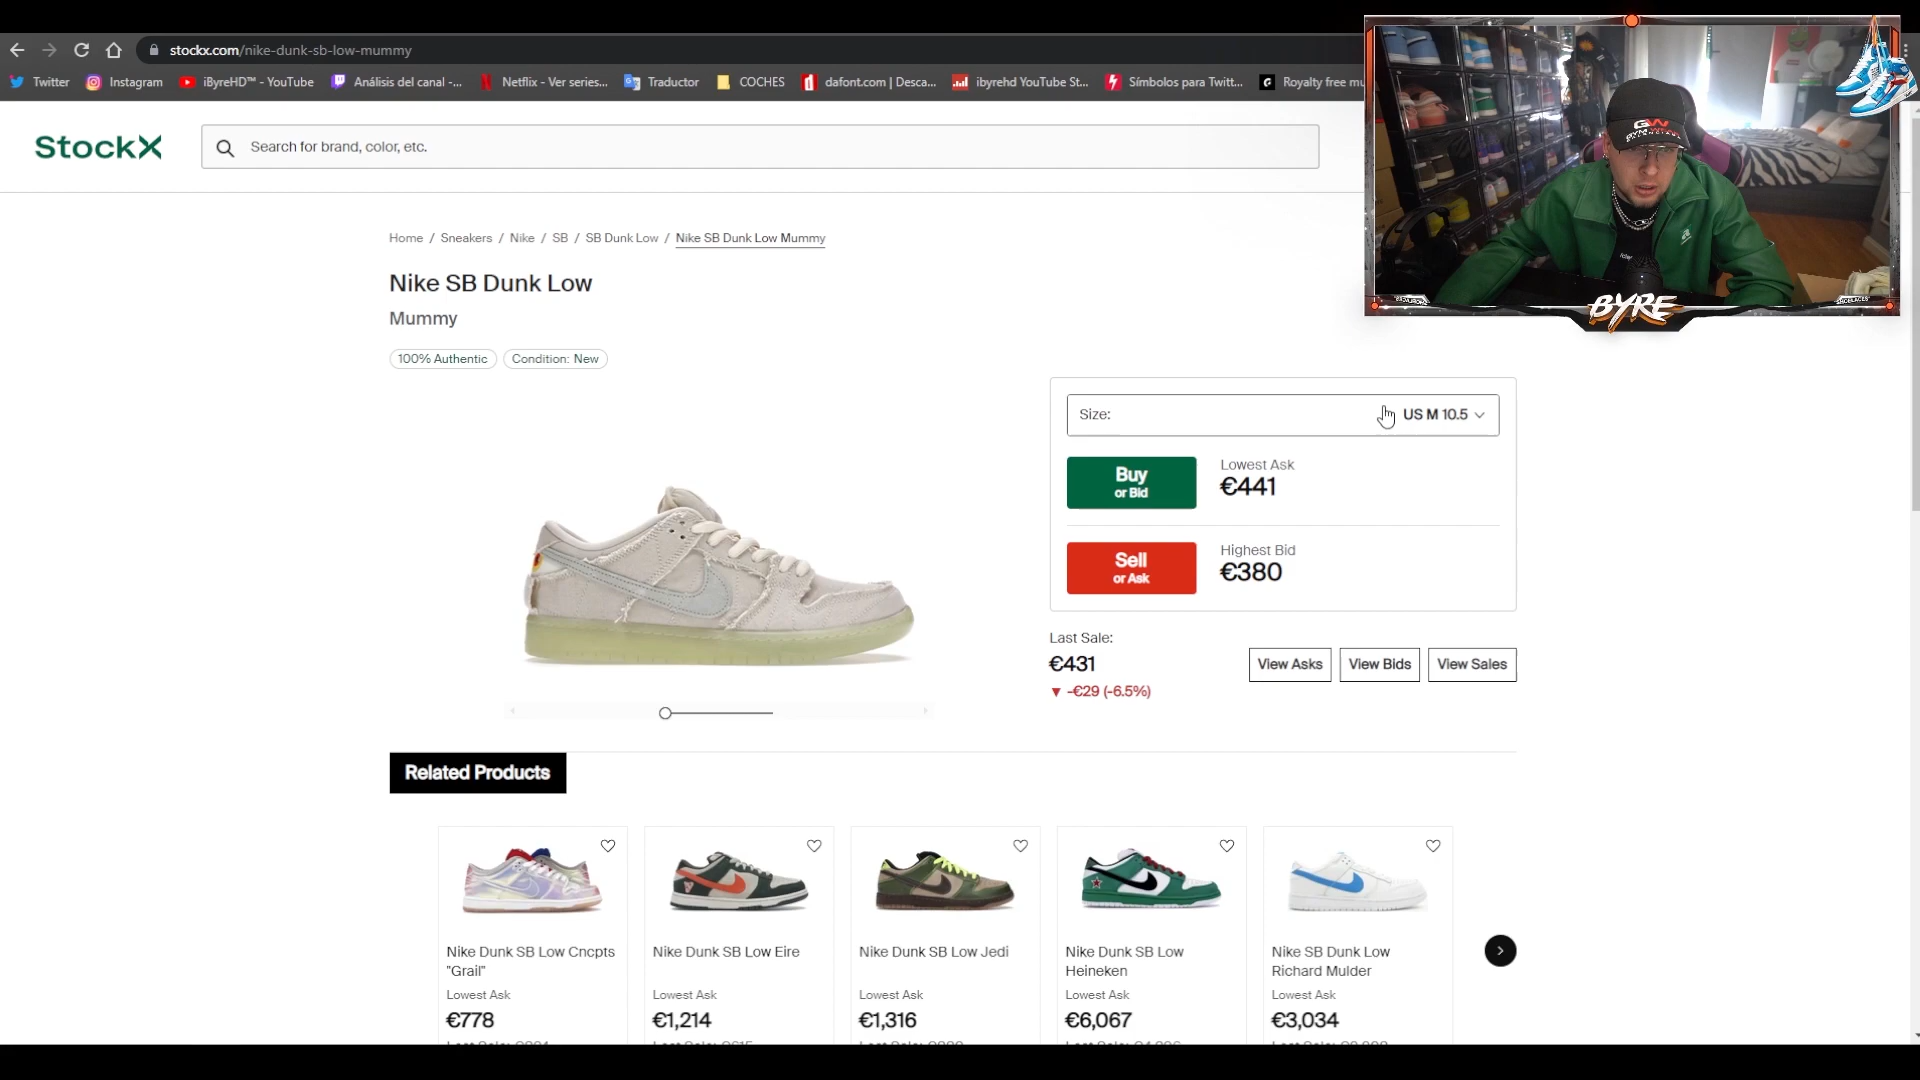 stockx.com/nike-dunk-sb-low-mummy
Twitter
Instagram
iByreHD™ - YouTube
Análisis del canal -...
Netflix - Ver series...
Traductor
COCHES
dafont.com | Desca...
ibyrehd YouTube St...
Símbolos para Twitt...
Royalty free mu
StockX
Search for brand, color, etc.
GW
BYRE
Home / Sneakers / Nike / SB / SB Dunk Low / Nike SB Dunk Low Mummy
Nike SB Dunk Low
Mummy
100% Authentic
Condition: New
Size:
US M 10.5
Buy
or Bid
Lowest Ask
€441
Sell
or Ask
Highest Bid
€380
Last Sale:
€431
▼ -€29 (-6.5%)
View Asks
View Bids
View Sales
Related Products
Nike Dunk SB Low Cncpts
"Grail"
Lowest Ask
€778
Nike Dunk SB Low Eire
Lowest Ask
€1,214
Nike Dunk SB Low Jedi
Lowest Ask
€1,316
Nike Dunk SB Low
Heineken
Lowest Ask
€6,067
Nike SB Dunk Low
Richard Mulder
Lowest Ask
€3,034